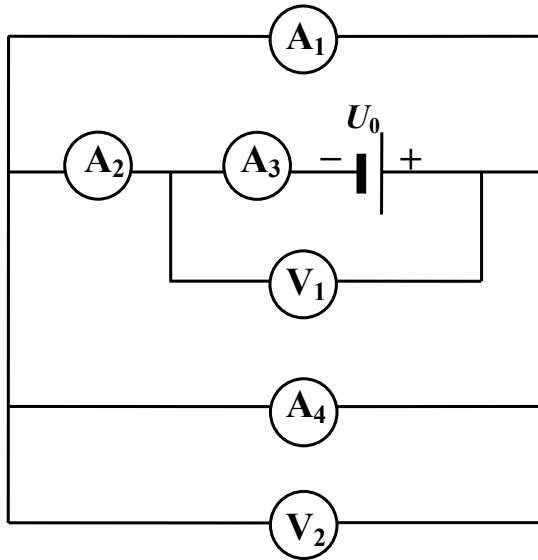 A₁
U₀
A₂ A₃ − +
V₁
A₄
V₂